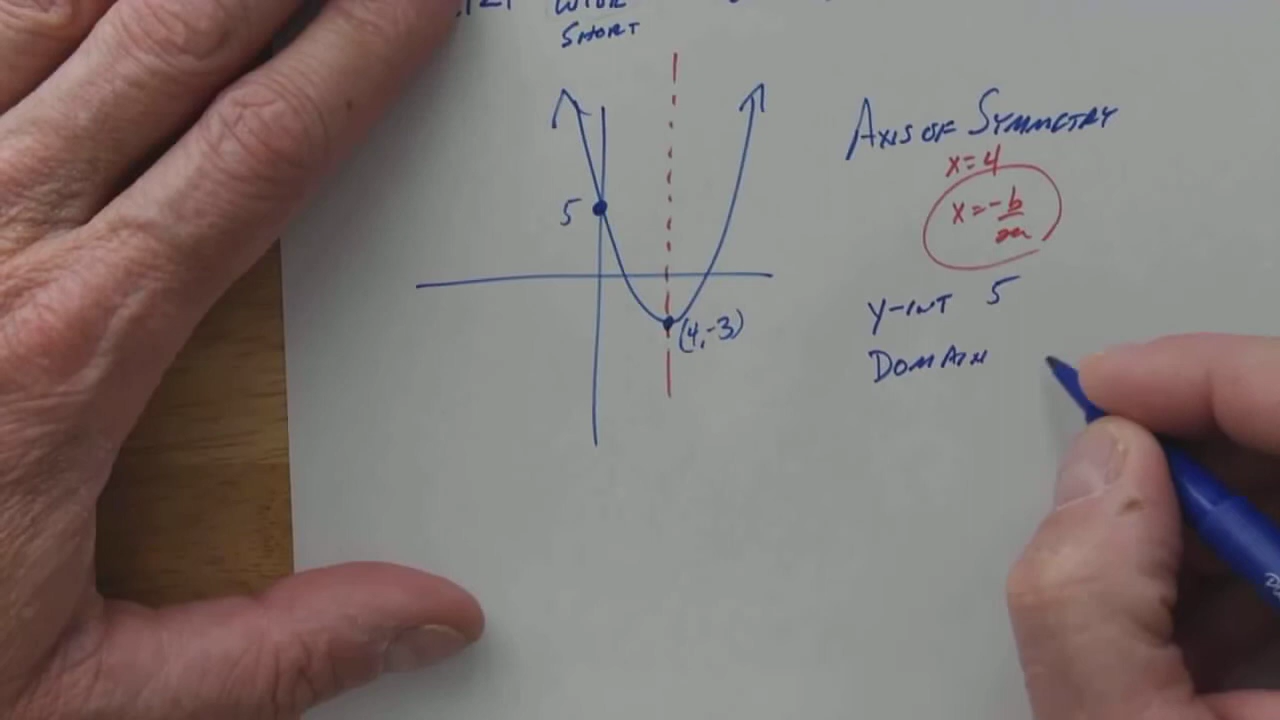 SHORT
AXIS OF SYMMETRY
x=4
x=-b/2a
5
Y-INT 5
(4,-3)
DOMAIN